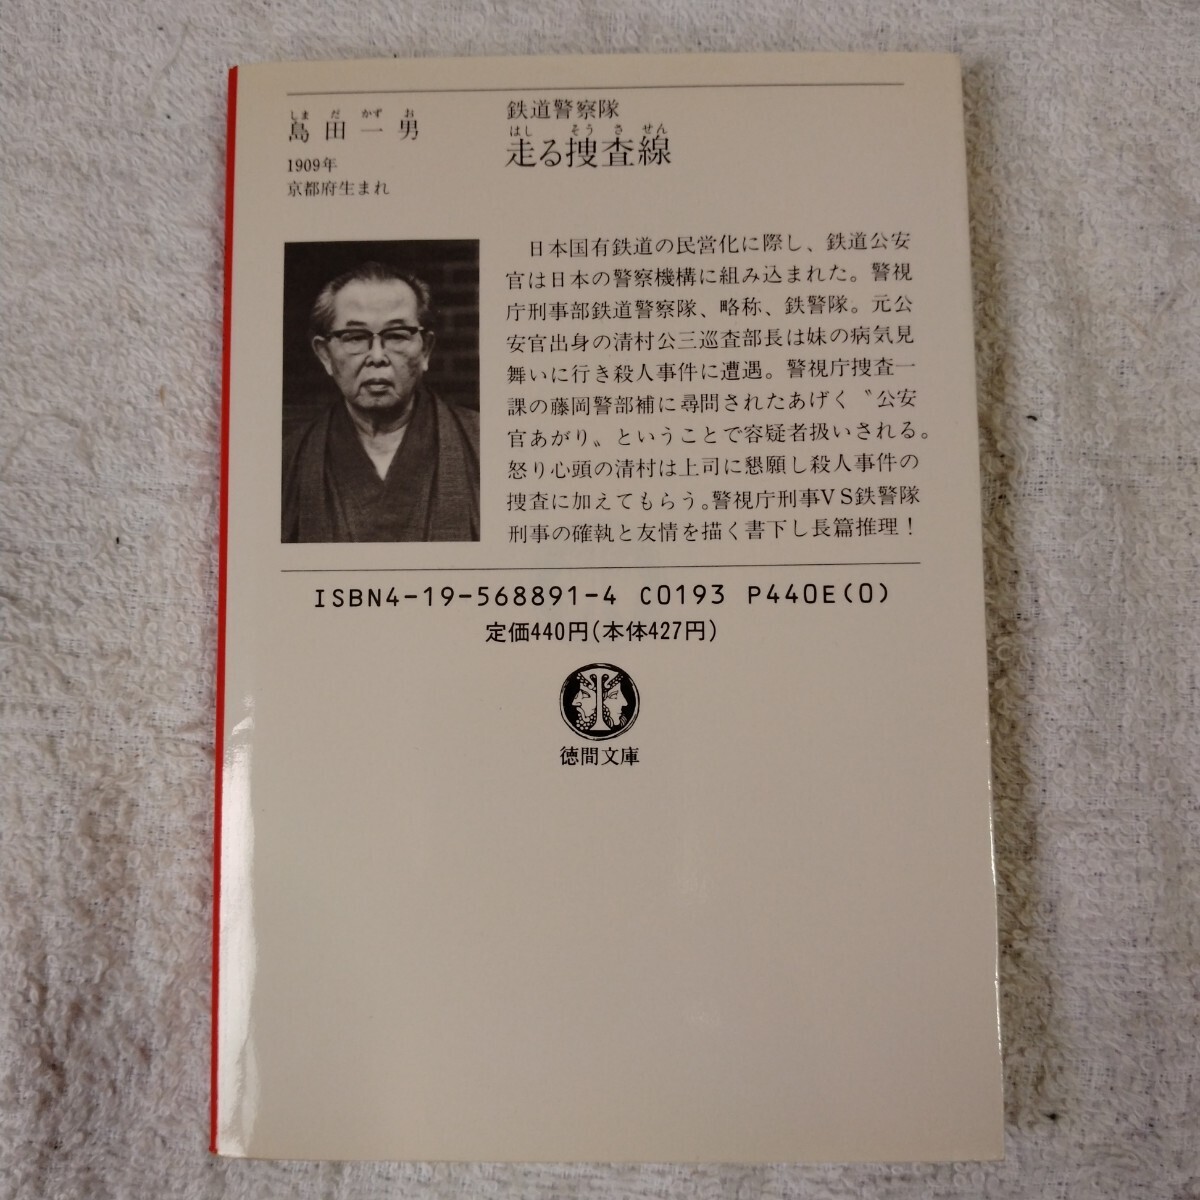 しまだかずお
島田一男
1909年
京都府生まれ
鉄道警察隊
はしそうさせん
走る捜査線
日本国有鉄道の民営化に際し、鉄道公安
官は日本の警察機構に組み込まれた。警視
庁刑事部鉄道警察隊、略称、鉄警隊。元公
安官出身の清村公三巡査部長は妹の病気見
舞いに行き殺人事件に遭遇。警視庁捜査一
課の藤岡警部補に尋問されたあげく〝公安
官あがり〟ということで容疑者扱いされる。
怒り心頭の清村は上司に懇願し殺人事件の
捜査に加えてもらう。警視庁刑事VS鉄警隊
刑事の確執と友情を描く書下し長篇推理！
ISBN4-19-568891-4 C0193 P440E(0)
定価440円(本体427円)
徳間文庫